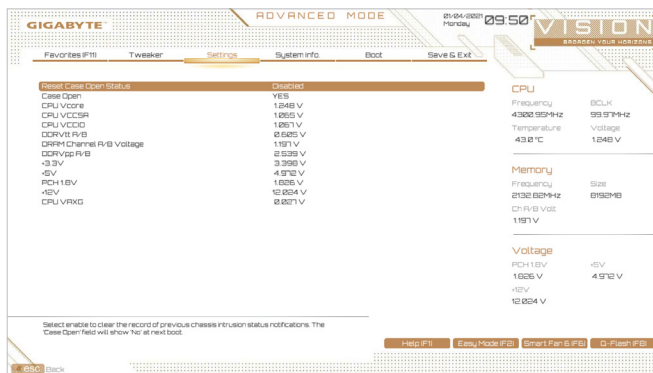 GIGABYTE™
ADVANCED MODE
01/04/2021
Monday
09:50
VISION
BROADEN YOUR HORIZONS
Favorites (F11)
Tweaker
Settings
System Info.
Boot
Save & Exit
Reset Case Open Status Disabled
Case Open YES
CPU Vcore 1.248 V
CPU VCCSA 1.065 V
CPU VCCIO 1.067 V
DDRVtt A/B 0.605 V
DRAM Channel A/B Voltage 1.197 V
DDRVpp A/B 2.539 V
+3.3V 3.398 V
+5V 4.972 V
PCH 1.8V 1.826 V
+12V 12.024 V
CPU VAXG 0.027 V
CPU
Frequency BCLK
4300.95MHz 99.97MHz
Temperature Voltage
43.0 °C 1.248 V
Memory
Frequency Size
2132.82MHz 8192MB
Ch A/B Volt
1.197 V
Voltage
PCH 1.8V +5V
1.826 V 4.972 V
+12V
12.024 V
Select enable to clear the record of previous chassis intrusion status notifications. The
'Case Open' field will show 'No' at next boot.
Help (F1)
Easy Mode (F2)
Smart Fan 6 (F6)
Q-Flash (F8)
esc Back